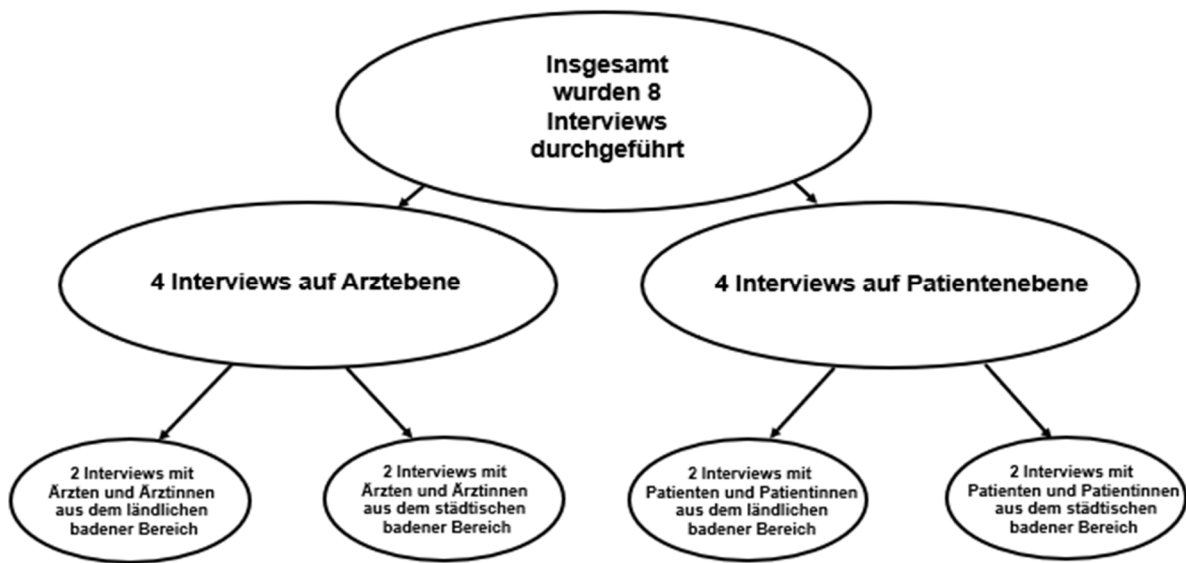 Insgesamt
wurden 8
Interviews
durchgeführt
4 Interviews auf Arztebene
4 Interviews auf Patientenebene
2 Interviews mit
Ärzten und Ärztinnen
aus dem ländlichen
badener Bereich
2 Interviews mit
Ärzten und Ärztinnen
aus dem städtischen
badener Bereich
2 Interviews mit
Patienten und Patientinnen
aus dem ländlichen
badener Bereich
2 Interviews mit
Patienten und Patientinnen
aus dem städtischen
badener Bereich